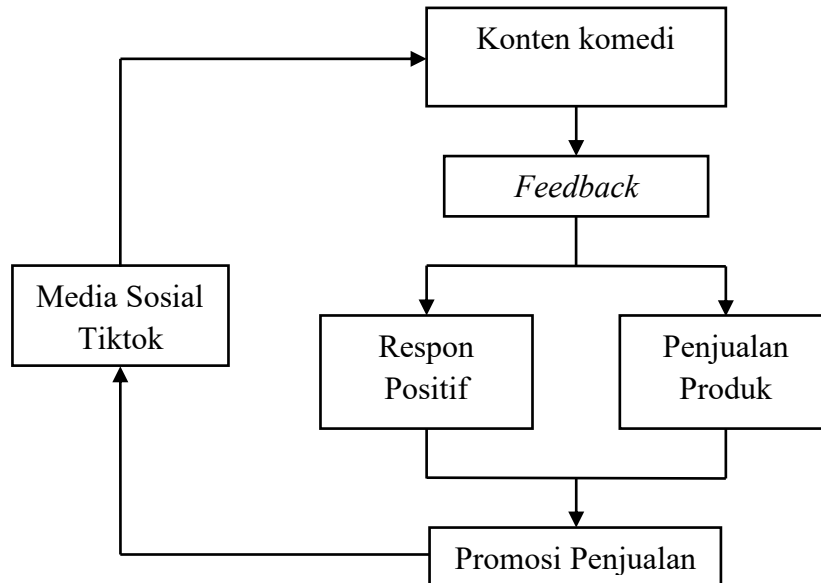 Konten komedi
Feedback
Media Sosial
Tiktok
Respon
Positif
Penjualan
Produk
Promosi Penjualan